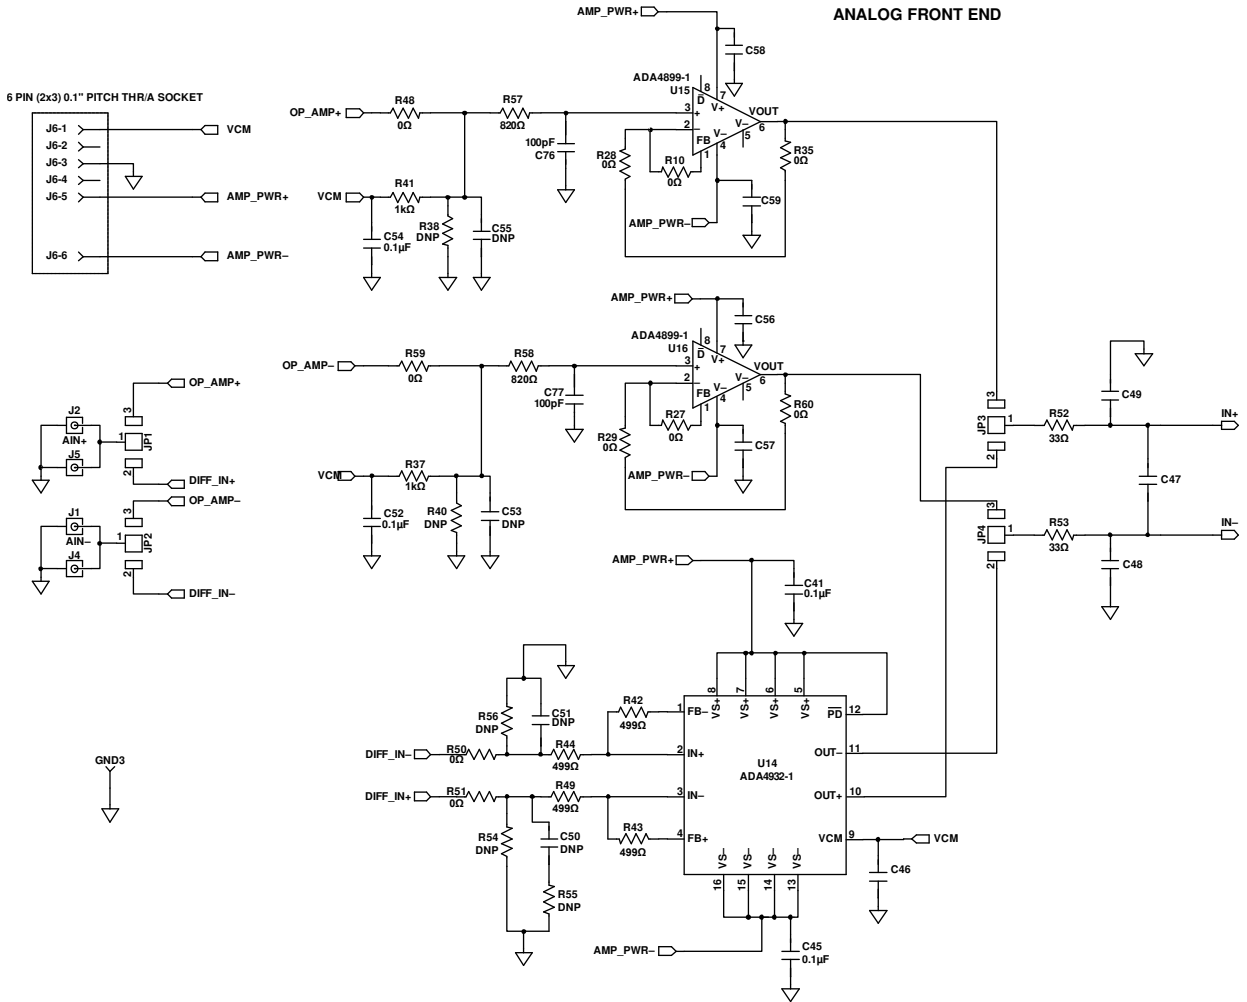 ANALOG FRONT END
AMP_PWR+
C58
ADA4899-1
U15
8
D
7
V+
VOUT
6
3
+
2
–
FB
1
V–
4
V–
5
6 PIN (2x3) 0.1" PITCH THR/A SOCKET
J6-1
VCM
J6-2
J6-3
J6-4
J6-5
AMP_PWR+
J6-6
AMP_PWR–
OP_AMP+
R48
0Ω
R57
820Ω
100pF
C76
R28
0Ω
R10
0Ω
R35
0Ω
C59
AMP_PWR–
VCM
R41
1kΩ
C54
0.1µF
R38
DNP
C55
DNP
AMP_PWR+
C56
ADA4899-1
U16
8
D
7
V+
VOUT
6
3
+
2
–
FB
1
V–
4
V–
5
OP_AMP–
R59
0Ω
R58
820Ω
C77
100pF
R29
0Ω
R27
0Ω
R60
0Ω
C57
AMP_PWR–
VCM
R37
1kΩ
C52
0.1µF
R40
DNP
C53
DNP
OP_AMP+
J2
AIN+
J5
3
1
2
JP1
DIFF_IN+
OP_AMP–
J1
AIN–
J4
3
1
2
JP2
DIFF_IN–
3
JP3
1
2
R52
33Ω
C49
IN+
C47
3
JP4
1
2
R53
33Ω
C48
IN–
AMP_PWR+
C41
0.1µF
8
7
6
5
VS+
VS+
VS+
VS+
R56
DNP
C51
DNP
R42
499Ω
1
FB–
PD
12
DIFF_IN–
R50
0Ω
R44
499Ω
2
IN+
OUT–
11
U14
ADA4932-1
DIFF_IN+
R51
0Ω
R49
499Ω
3
IN–
OUT+
10
R54
DNP
C50
DNP
R43
499Ω
4
FB+
VCM
9
VCM
R55
DNP
VS–
VS–
VS–
VS–
16
15
14
13
C46
AMP_PWR–
C45
0.1µF
GND3